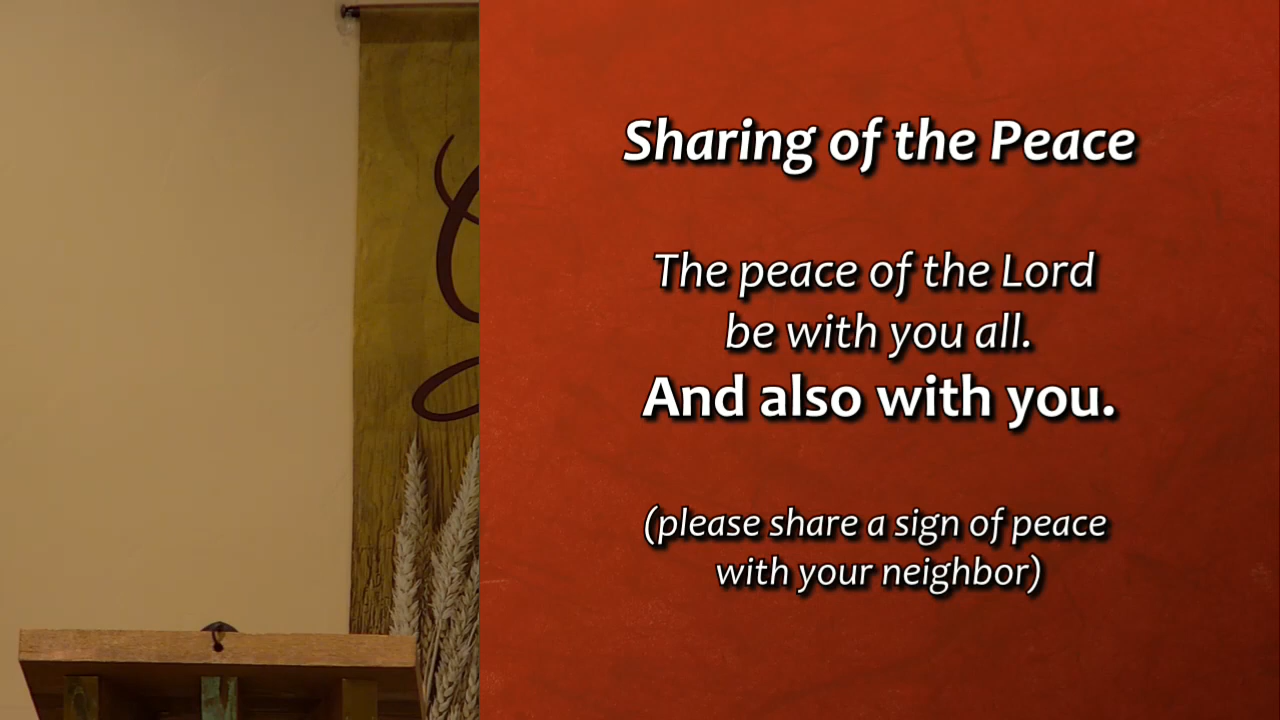 Sharing of the Peace
The peace of the Lord
be with you all.
And also with you.
(please share a sign of peace
with your neighbor)